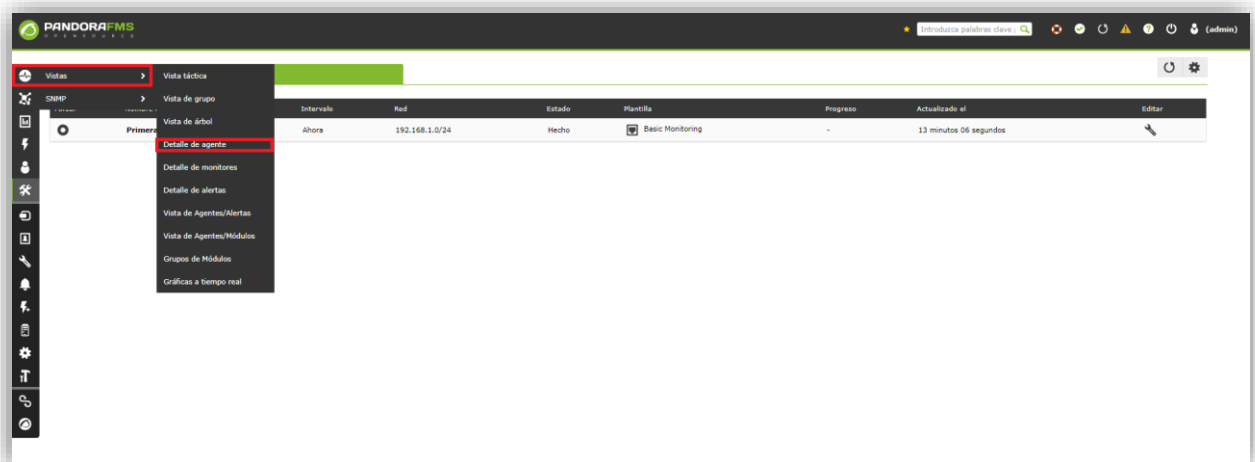 PANDORAFMS
OPENSOURCE
Introduzca palabras clave
(admin)
Vistas
SNMP
Vista táctica
Vista de grupo
Vista de árbol
Detalle de agente
Detalle de monitores
Detalle de alertas
Vista de Agentes/Alertas
Vista de Agentes/Módulos
Grupos de Módulos
Gráficas a tiempo real
Intervalo Red Estado Plantilla Progreso Actualizado el Editar
Primera Ahora 192.168.1.0/24 Hecho Basic Monitoring - 13 minutos 06 segundos